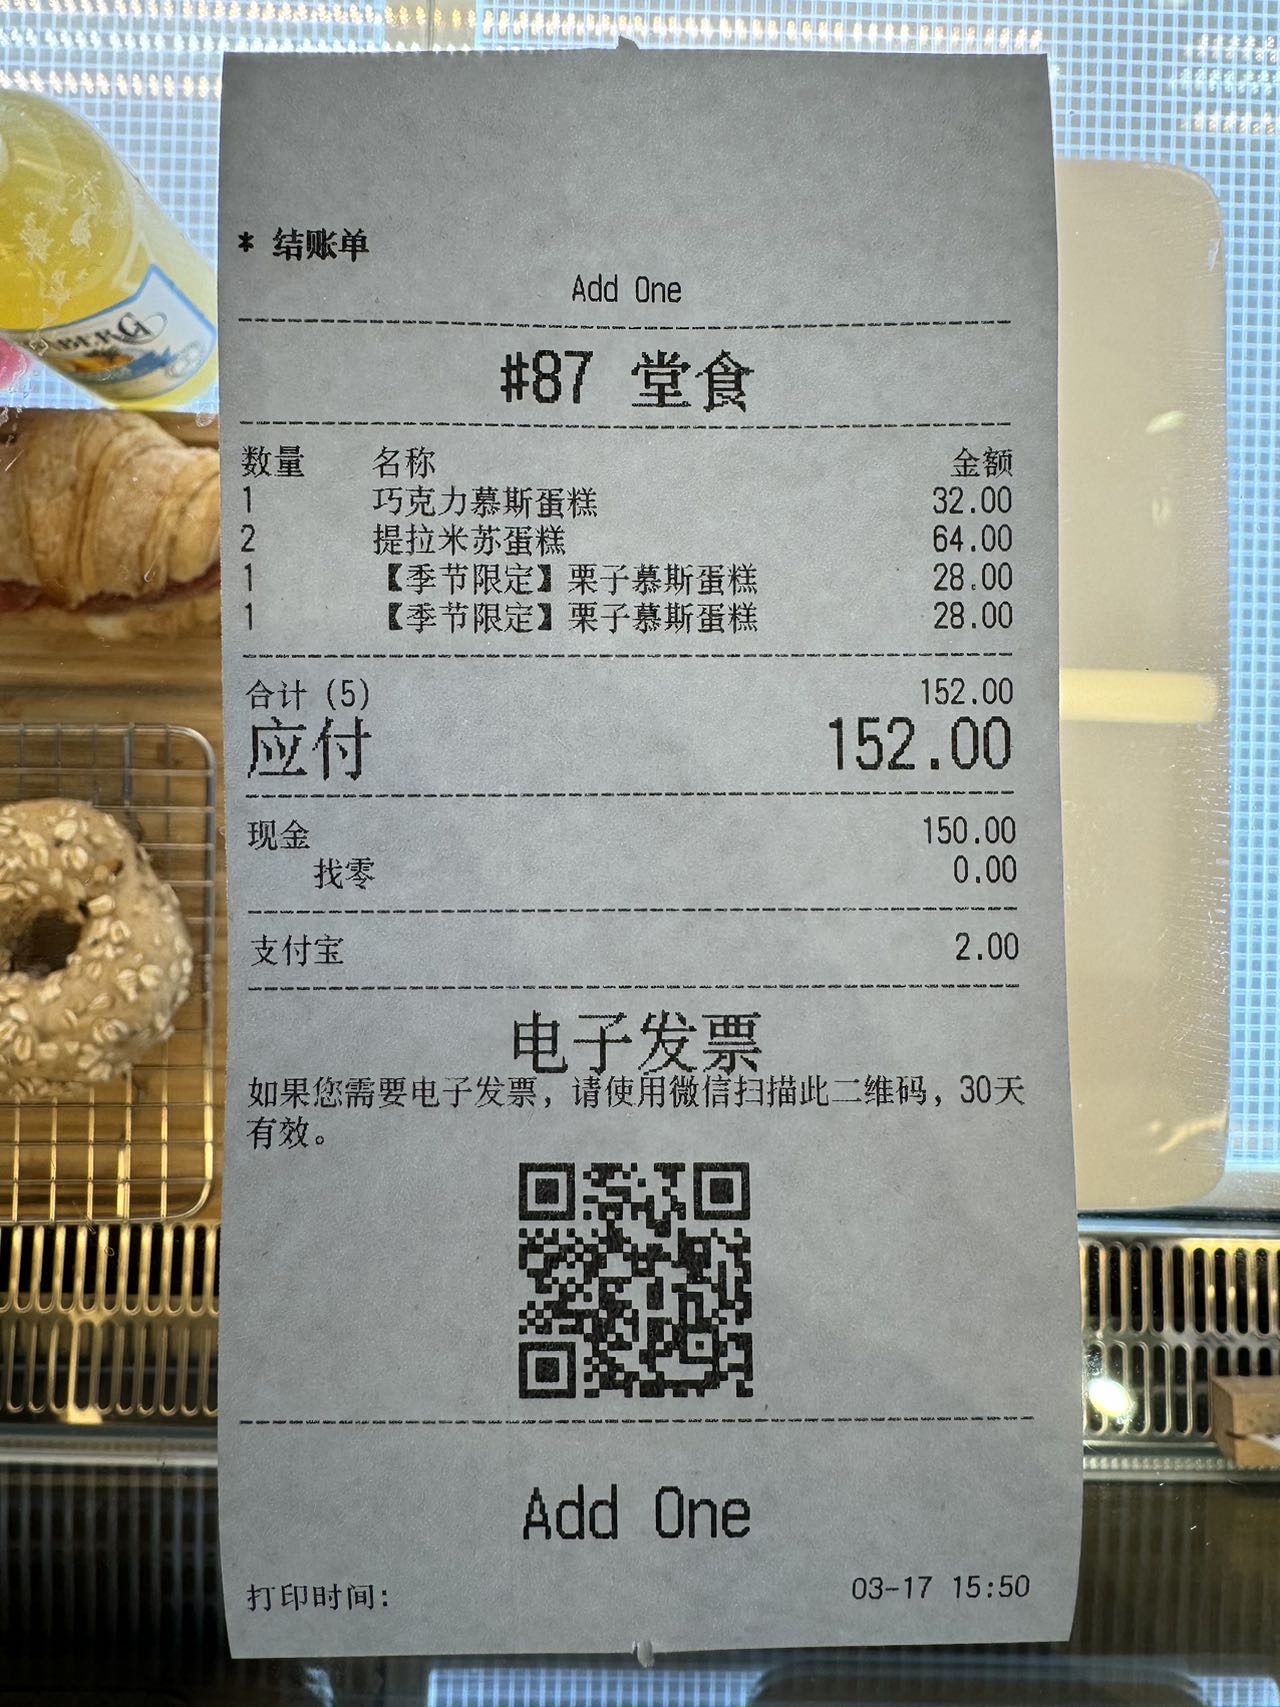 BERG
* 结账单
Add One
#87 堂食
数量 名称 金额
1 巧克力慕斯蛋糕 32.00
2 提拉米苏蛋糕 64.00
1 【季节限定】栗子慕斯蛋糕 28.00
1 【季节限定】栗子慕斯蛋糕 28.00
合计 (5) 152.00
应付 152.00
现金 150.00
找零 0.00
支付宝 2.00
电子发票
如果您需要电子发票，请使用微信扫描此二维码，30天
有效。
Add One
打印时间: 03-17 15:50